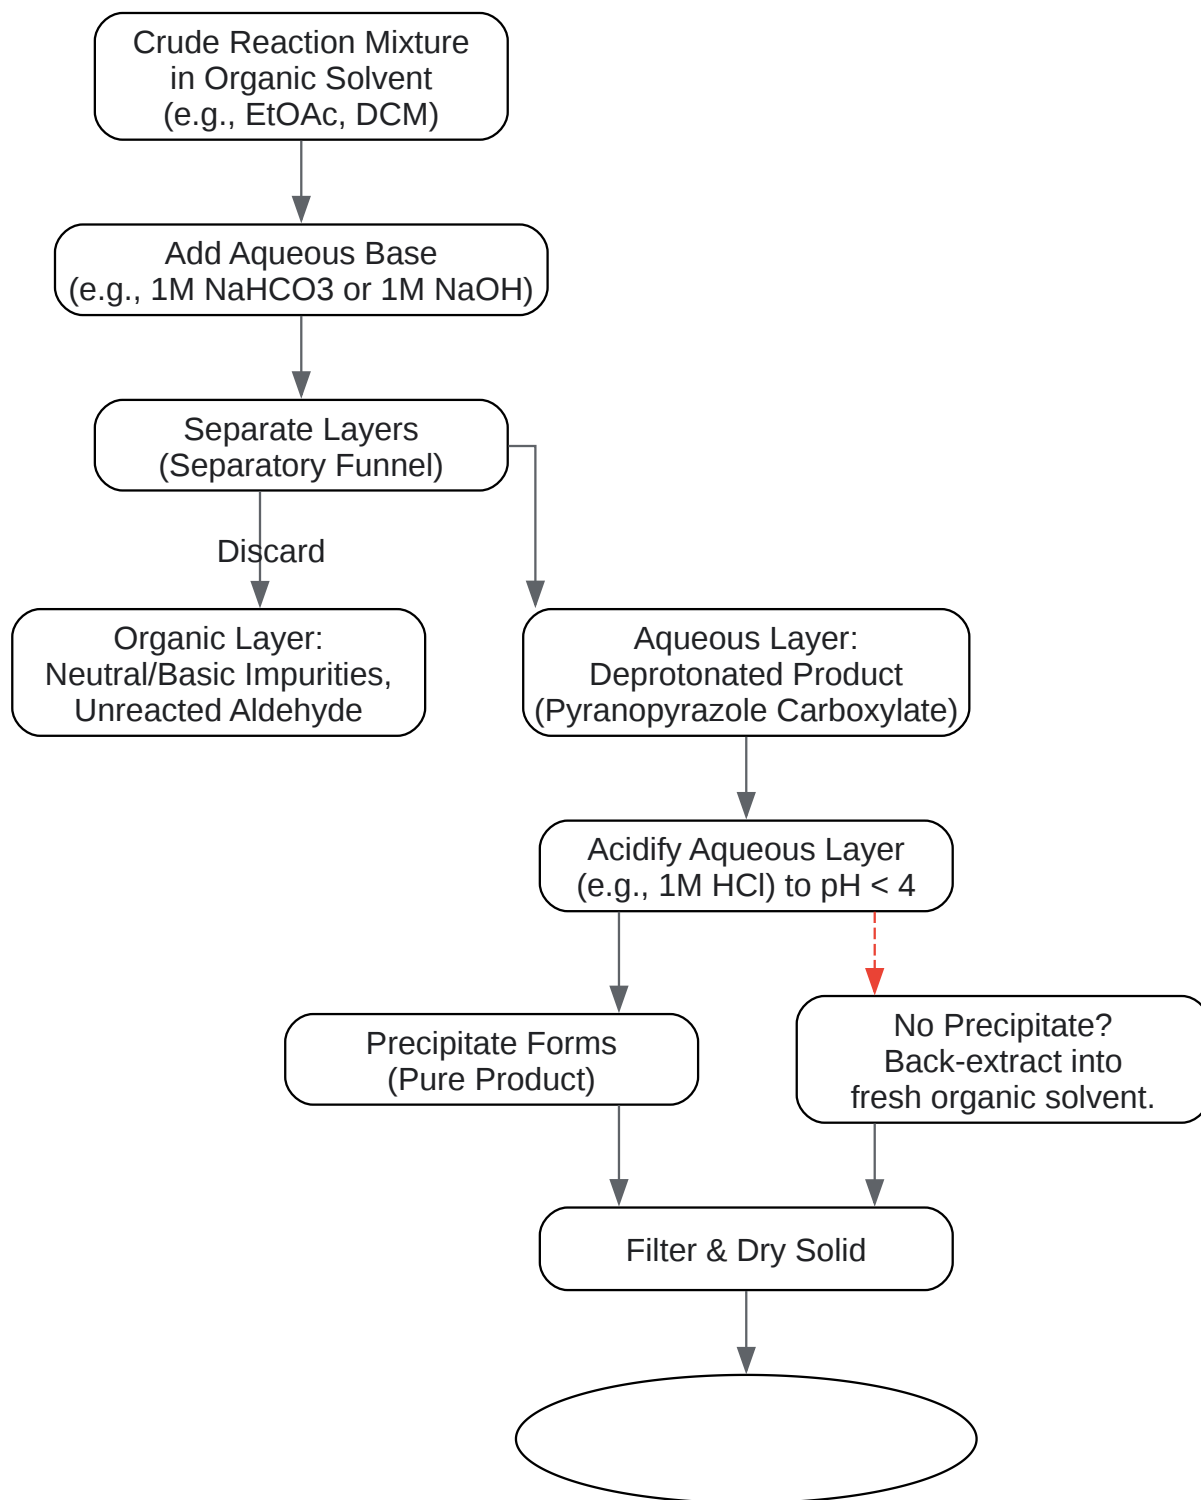 Crude Reaction Mixture
in Organic Solvent
(e.g., EtOAc, DCM)
Add Aqueous Base
(e.g., 1M NaHCO3 or 1M NaOH)
Separate Layers
(Separatory Funnel)
Discard
Organic Layer:
Neutral/Basic Impurities,
Unreacted Aldehyde
Aqueous Layer:
Deprotonated Product
(Pyranopyrazole Carboxylate)
Acidify Aqueous Layer
(e.g., 1M HCl) to pH < 4
Precipitate Forms
(Pure Product)
No Precipitate?
Back-extract into
fresh organic solvent.
Filter & Dry Solid